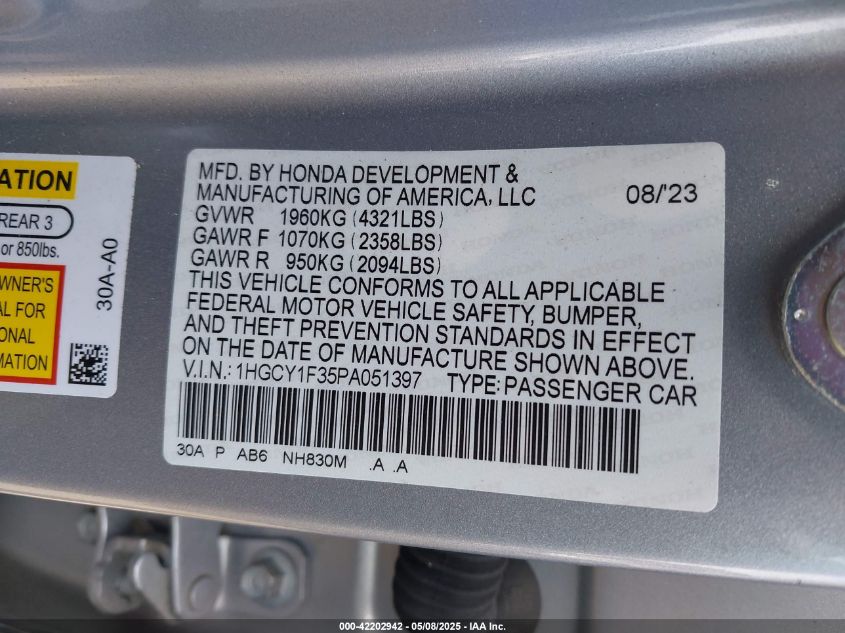 ATION
REAR 3
or 850lbs.
OWNER'S
AL FOR
IONAL
MATION
30A-A0
MFD. BY HONDA DEVELOPMENT &
MANUFACTURING OF AMERICA, LLC 08/'23
GVWR 1960KG (4321LBS)
GAWR F 1070KG (2358LBS)
GAWR R 950KG (2094LBS)
THIS VEHICLE CONFORMS TO ALL APPLICABLE
FEDERAL MOTOR VEHICLE SAFETY, BUMPER,
AND THEFT PREVENTION STANDARDS IN EFFECT
ON THE DATE OF MANUFACTURE SHOWN ABOVE.
V.I.N.: 1HGCY1F35PA051397 TYPE: PASSENGER CAR
30A P AB6 NH830M .A .A
000-42202942 - 05/08/2025 - IAA Inc.